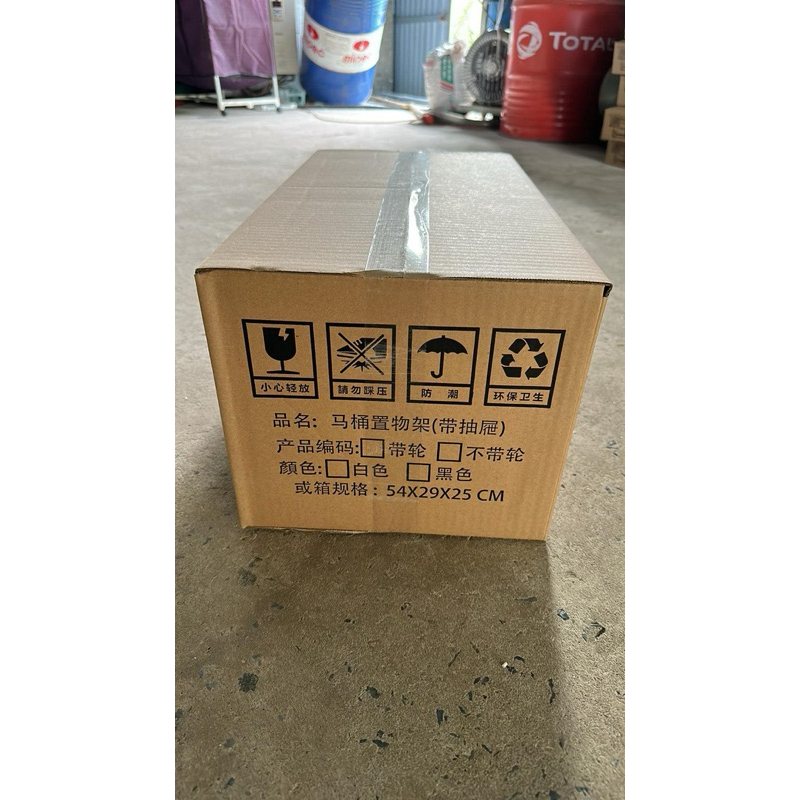 TOTAL
小心轻放
請勿踩压
防 潮
环保卫生
品名: 马桶置物架(带抽屉)
产品编码: 带轮 不带轮
顏色: 白色 黑色
或箱规格: 54X29X25 CM